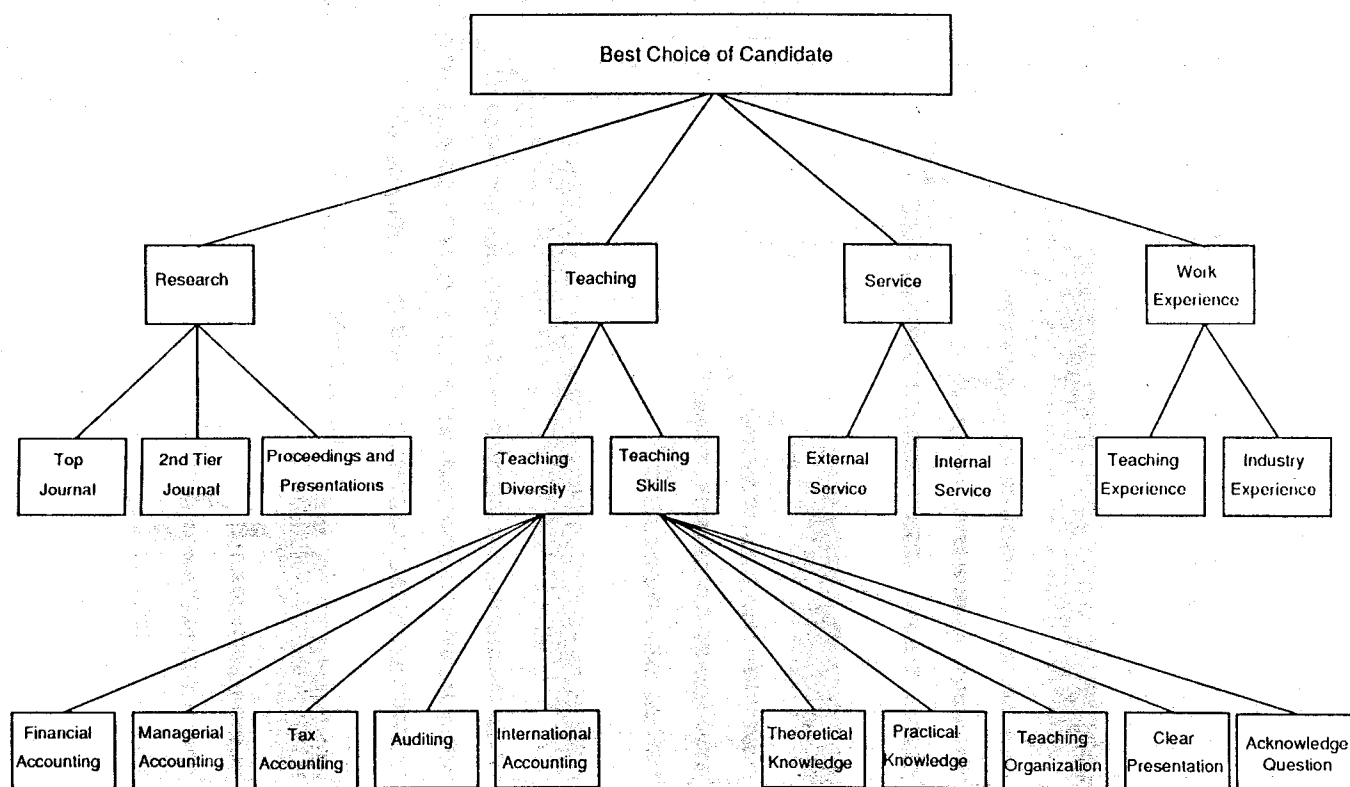 Best Choice of Candidate
Research
Teaching
Service
Work
Experience
Top
Journal
2nd Tier
Journal
Proceedings and
Presentations
Teaching
Diversity
Teaching
Skills
External
Service
Internal
Service
Teaching
Experience
Industry
Experience
Financial
Accounting
Managerial
Accounting
Tax
Accounting
Auditing
International
Accounting
Theoretical
Knowledge
Practical
Knowledge
Teaching
Organization
Clear
Presentation
Acknowledge
Question